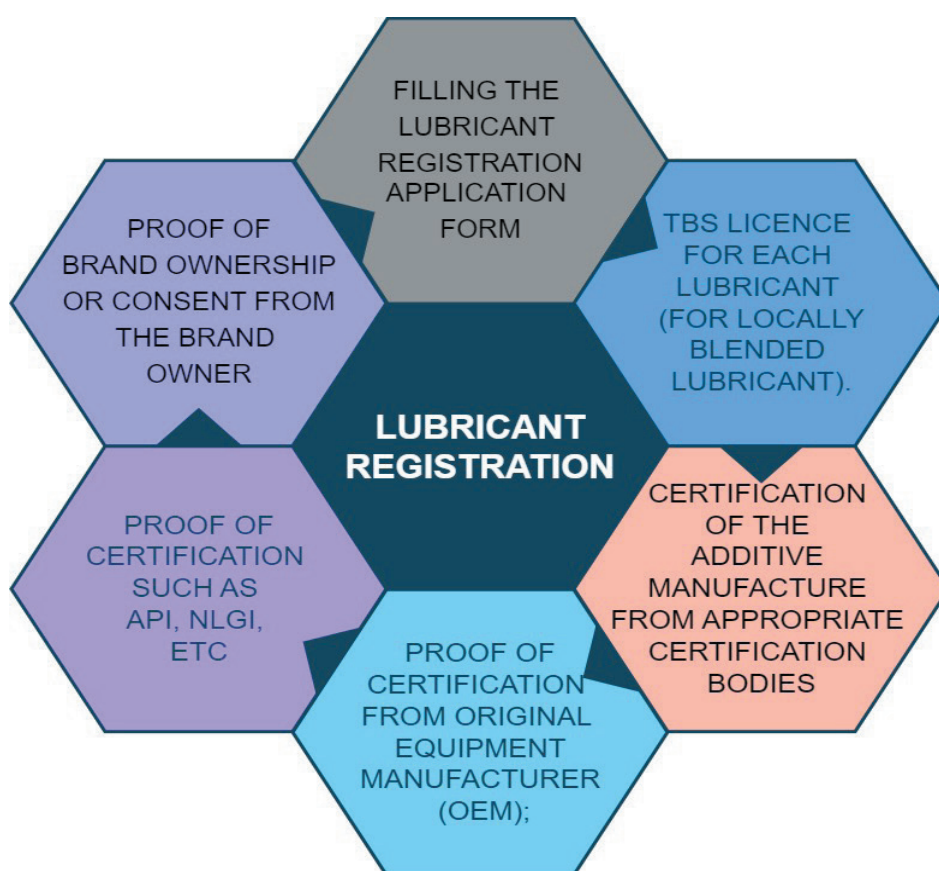 FILLING THE
LUBRICANT
REGISTRATION
APPLICATION
FORM
TBS LICENCE
FOR EACH
LUBRICANT
(FOR LOCALLY
BLENDED
LUBRICANT).
CERTIFICATION
OF THE
ADDITIVE
MANUFACTURE
FROM APPROPRIATE
CERTIFICATION
BODIES
PROOF OF
CERTIFICATION
FROM ORIGINAL
EQUIPMENT
MANUFACTURER
(OEM);
PROOF OF
CERTIFICATION
SUCH AS
API, NLGI,
ETC
PROOF OF
BRAND OWNERSHIP
OR CONSENT FROM
THE BRAND
OWNER
LUBRICANT
REGISTRATION